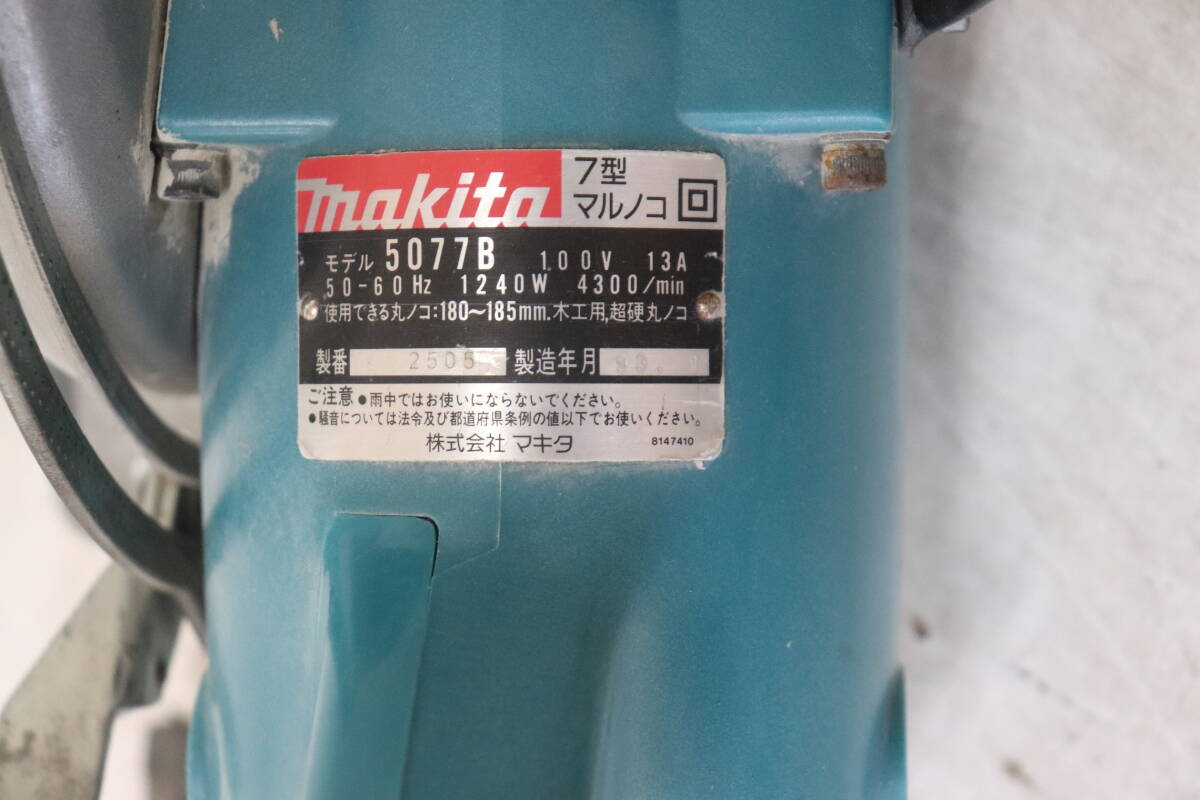 makita
7型
マルノコ
モデル 5077B 100V 13A
50-60Hz 1240W 4300/min
使用できる丸ノコ:180〜185mm.木工用,超硬丸ノコ
製番 2505 製造年月 93.
ご注意 ●雨中ではお使いにならないでください。
●騒音については法令及び都道府県条例の値以下でお使いください。
株式会社 マキタ 8147410